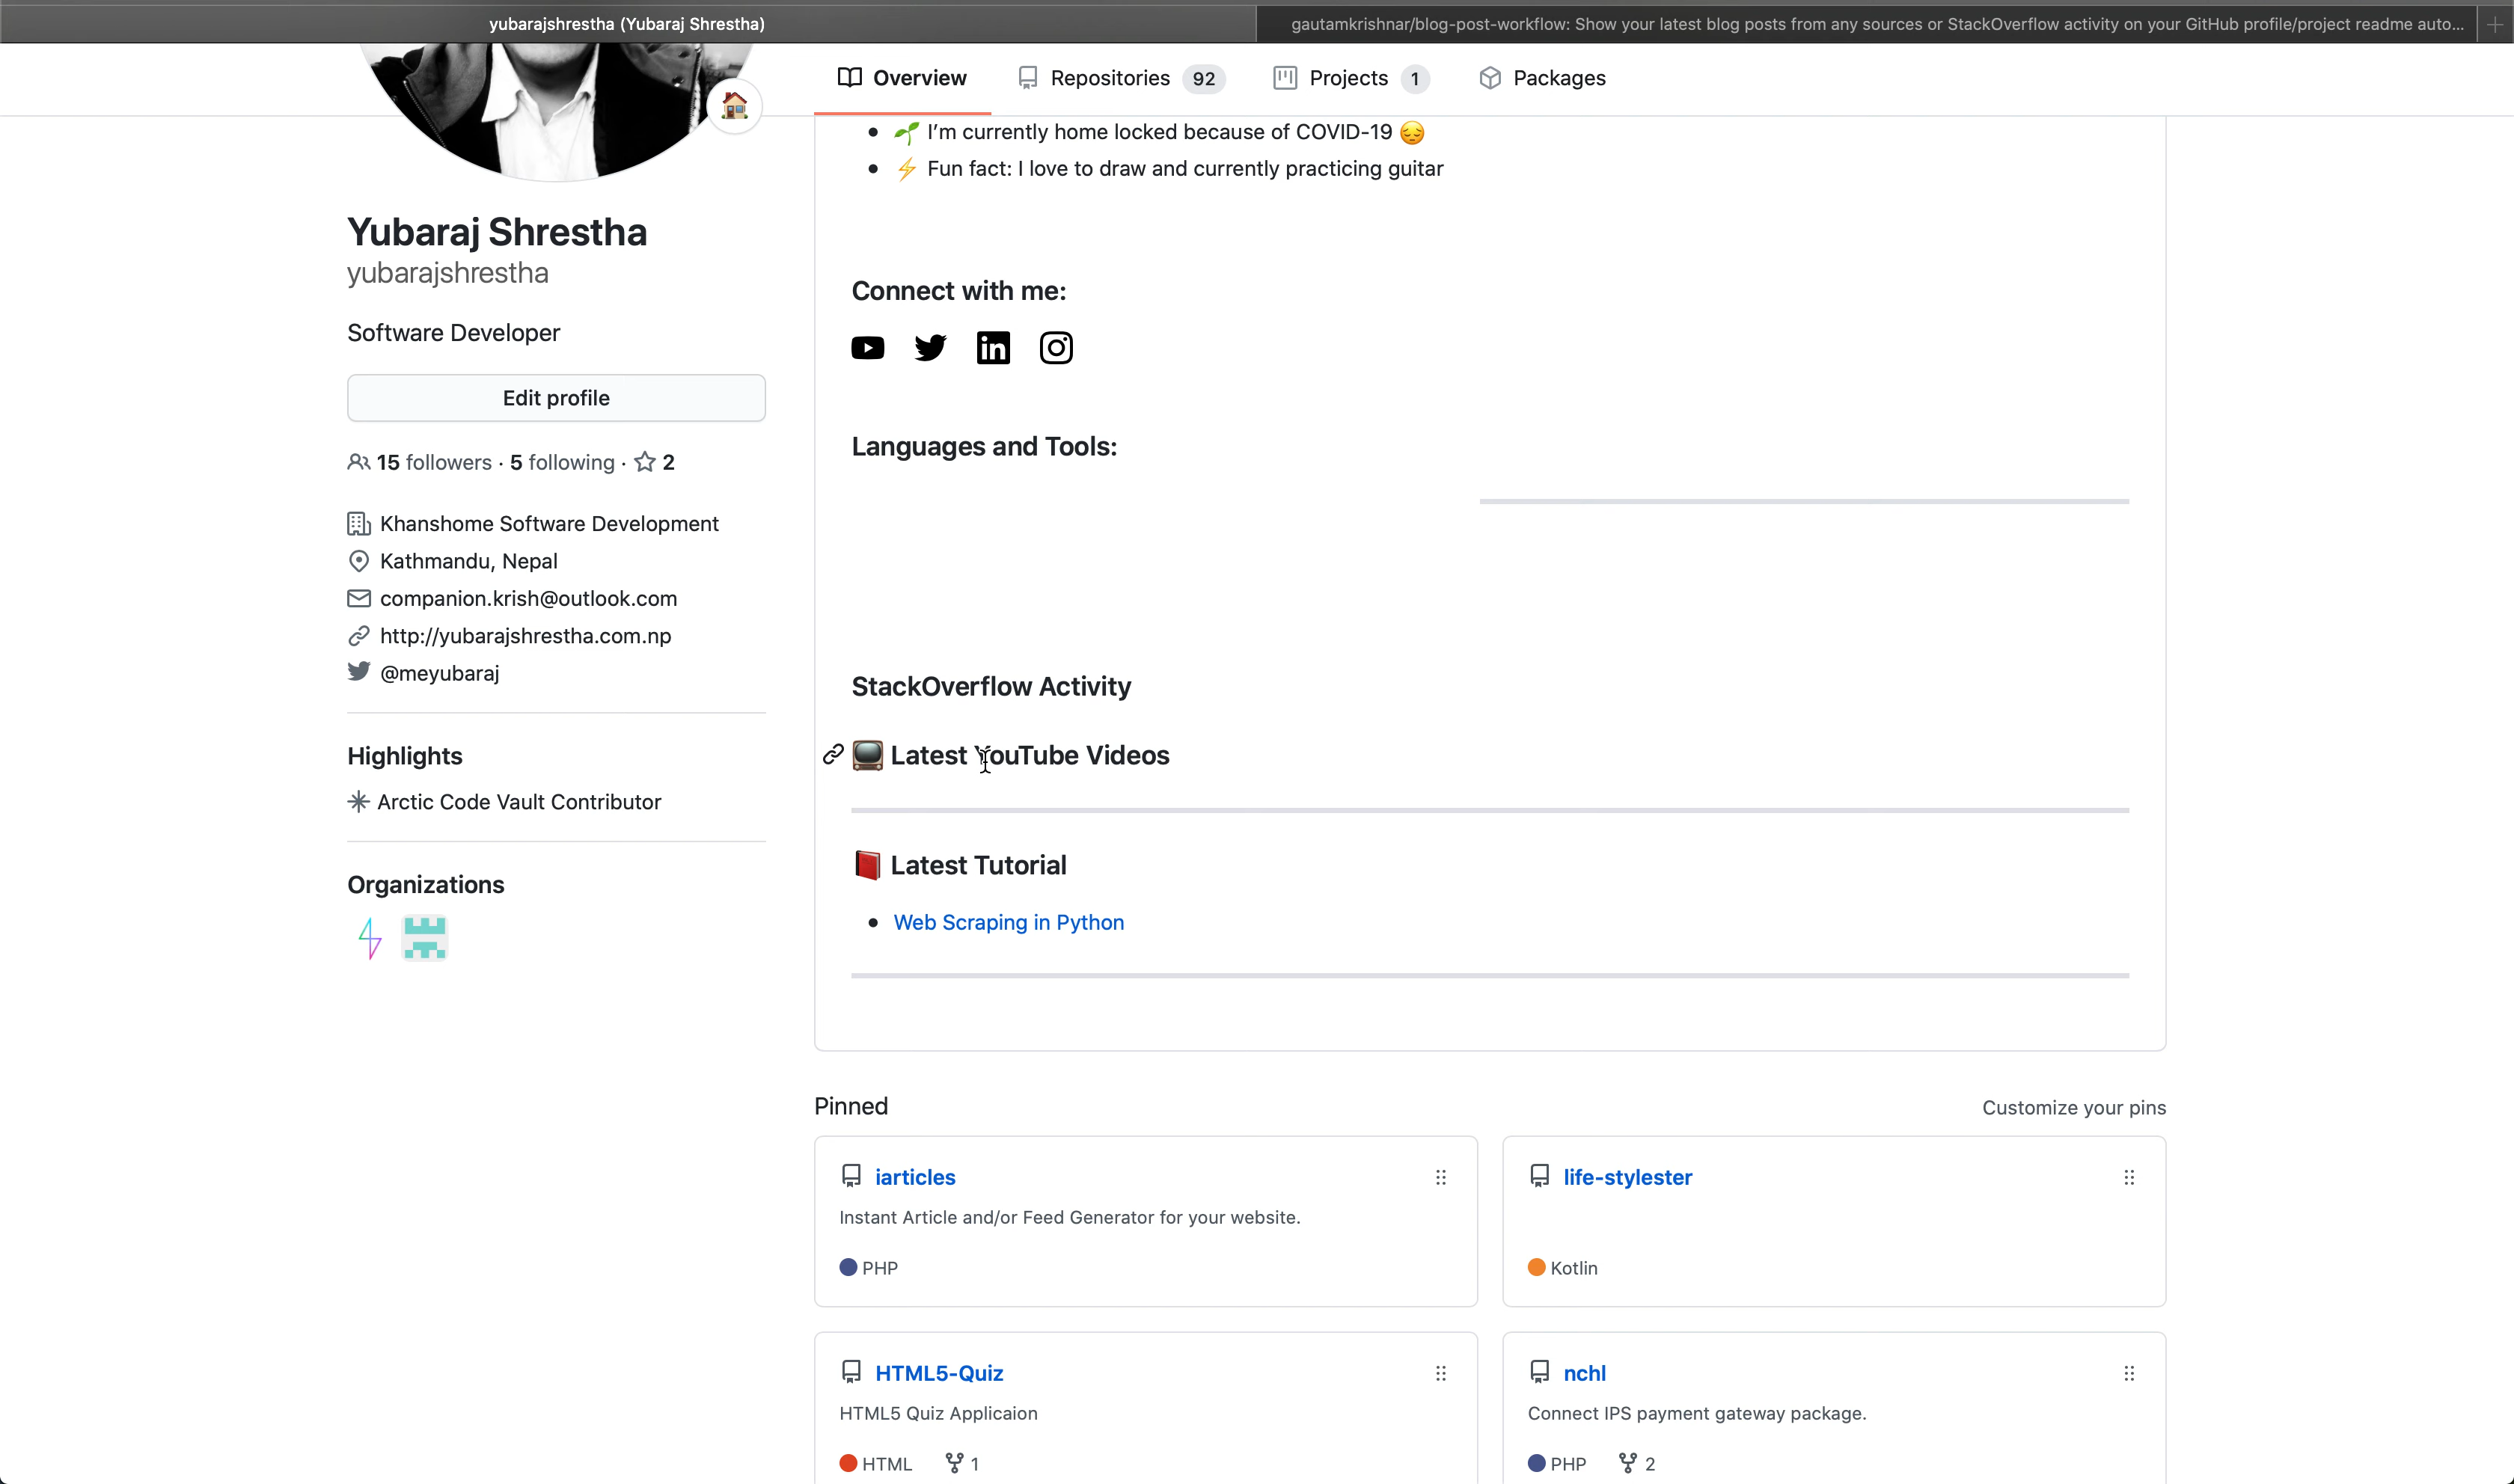 yubarajshrestha (Yubaraj Shrestha)
gautamkrishnar/blog-post-workflow: Show your latest blog posts from any sources or StackOverflow activity on your GitHub profile/project readme auto...
Overview
Repositories 92
Projects 1
Packages
🌱 I’m currently home locked because of COVID-19 😔
⚡ Fun fact: I love to draw and currently practicing guitar
Yubaraj Shrestha
yubarajshrestha
Software Developer
Edit profile
15 followers · 5 following · 2
Khanshome Software Development
Kathmandu, Nepal
companion.krish@outlook.com
http://yubarajshrestha.com.np
@meyubaraj
Highlights
Arctic Code Vault Contributor
Organizations
Connect with me:
Languages and Tools:
StackOverflow Activity
📺 Latest YouTube Videos
📕 Latest Tutorial
Web Scraping in Python
Pinned
Customize your pins
iarticles
Instant Article and/or Feed Generator for your website.
PHP
life-stylester
Kotlin
HTML5-Quiz
HTML5 Quiz Applicaion
HTML 1
nchl
Connect IPS payment gateway package.
PHP 2